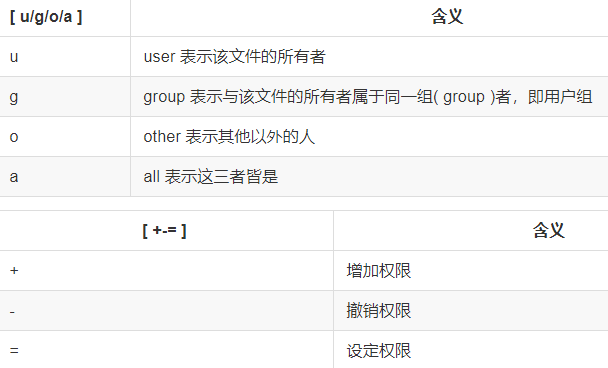 [ u/g/o/a ] 含义
u user 表示该文件的所有者
g group 表示与该文件的所有者属于同一组( group )者，即用户组
o other 表示其他以外的人
a all 表示这三者皆是
[ +-= ] 含义
+ 增加权限
- 撤销权限
= 设定权限